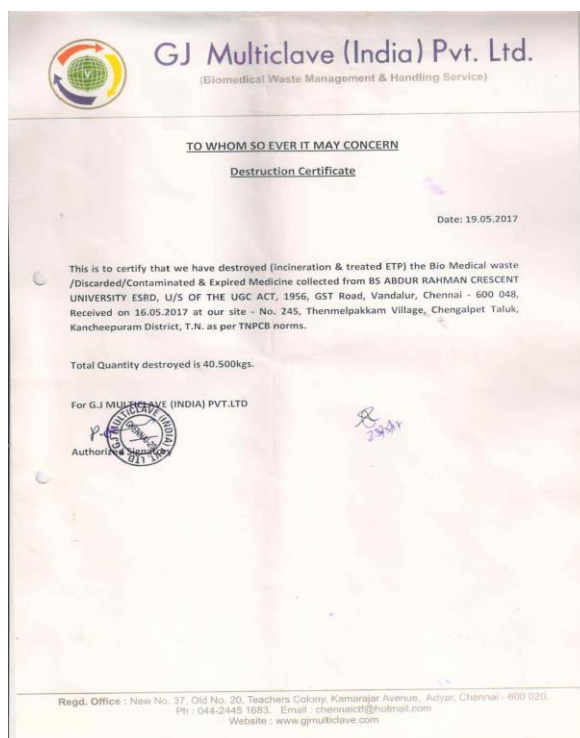 V
GJ Multiclave (India) Pvt. Ltd.
(Biomedical Waste Management & Handling Service)
TO WHOM SO EVER IT MAY CONCERN
Destruction Certificate
Date: 19.05.2017
This is to certify that we have destroyed (incineration & treated ETP) the Bio Medical waste
/Discarded/Contaminated & Expired Medicine collected from BS ABDUR RAHMAN CRESCENT
UNIVERSITY ESRD, U/S OF THE UGC ACT, 1956, GST Road, Vandalur, Chennai - 600 048,
Received on 16.05.2017 at our site - No. 245, Thenmelpakkam Village, Chengalpet Taluk,
Kancheepuram District, T.N. as per TNPCB norms.
Total Quantity destroyed is 40.500kgs.
For G.J MULTICLAVE (INDIA) PVT.LTD
GJ MULTICLAVE (INDIA) PVT. LTD.
Authorized Signatory
Regd. Office : New No. 37, Old No. 20, Teachers Colony, Kamarajar Avenue, Adyar, Chennai - 600 020.
Ph : 044-2445 1683. Email : chennaictf@hotmail.com
Website : www.gjmulticlave.com